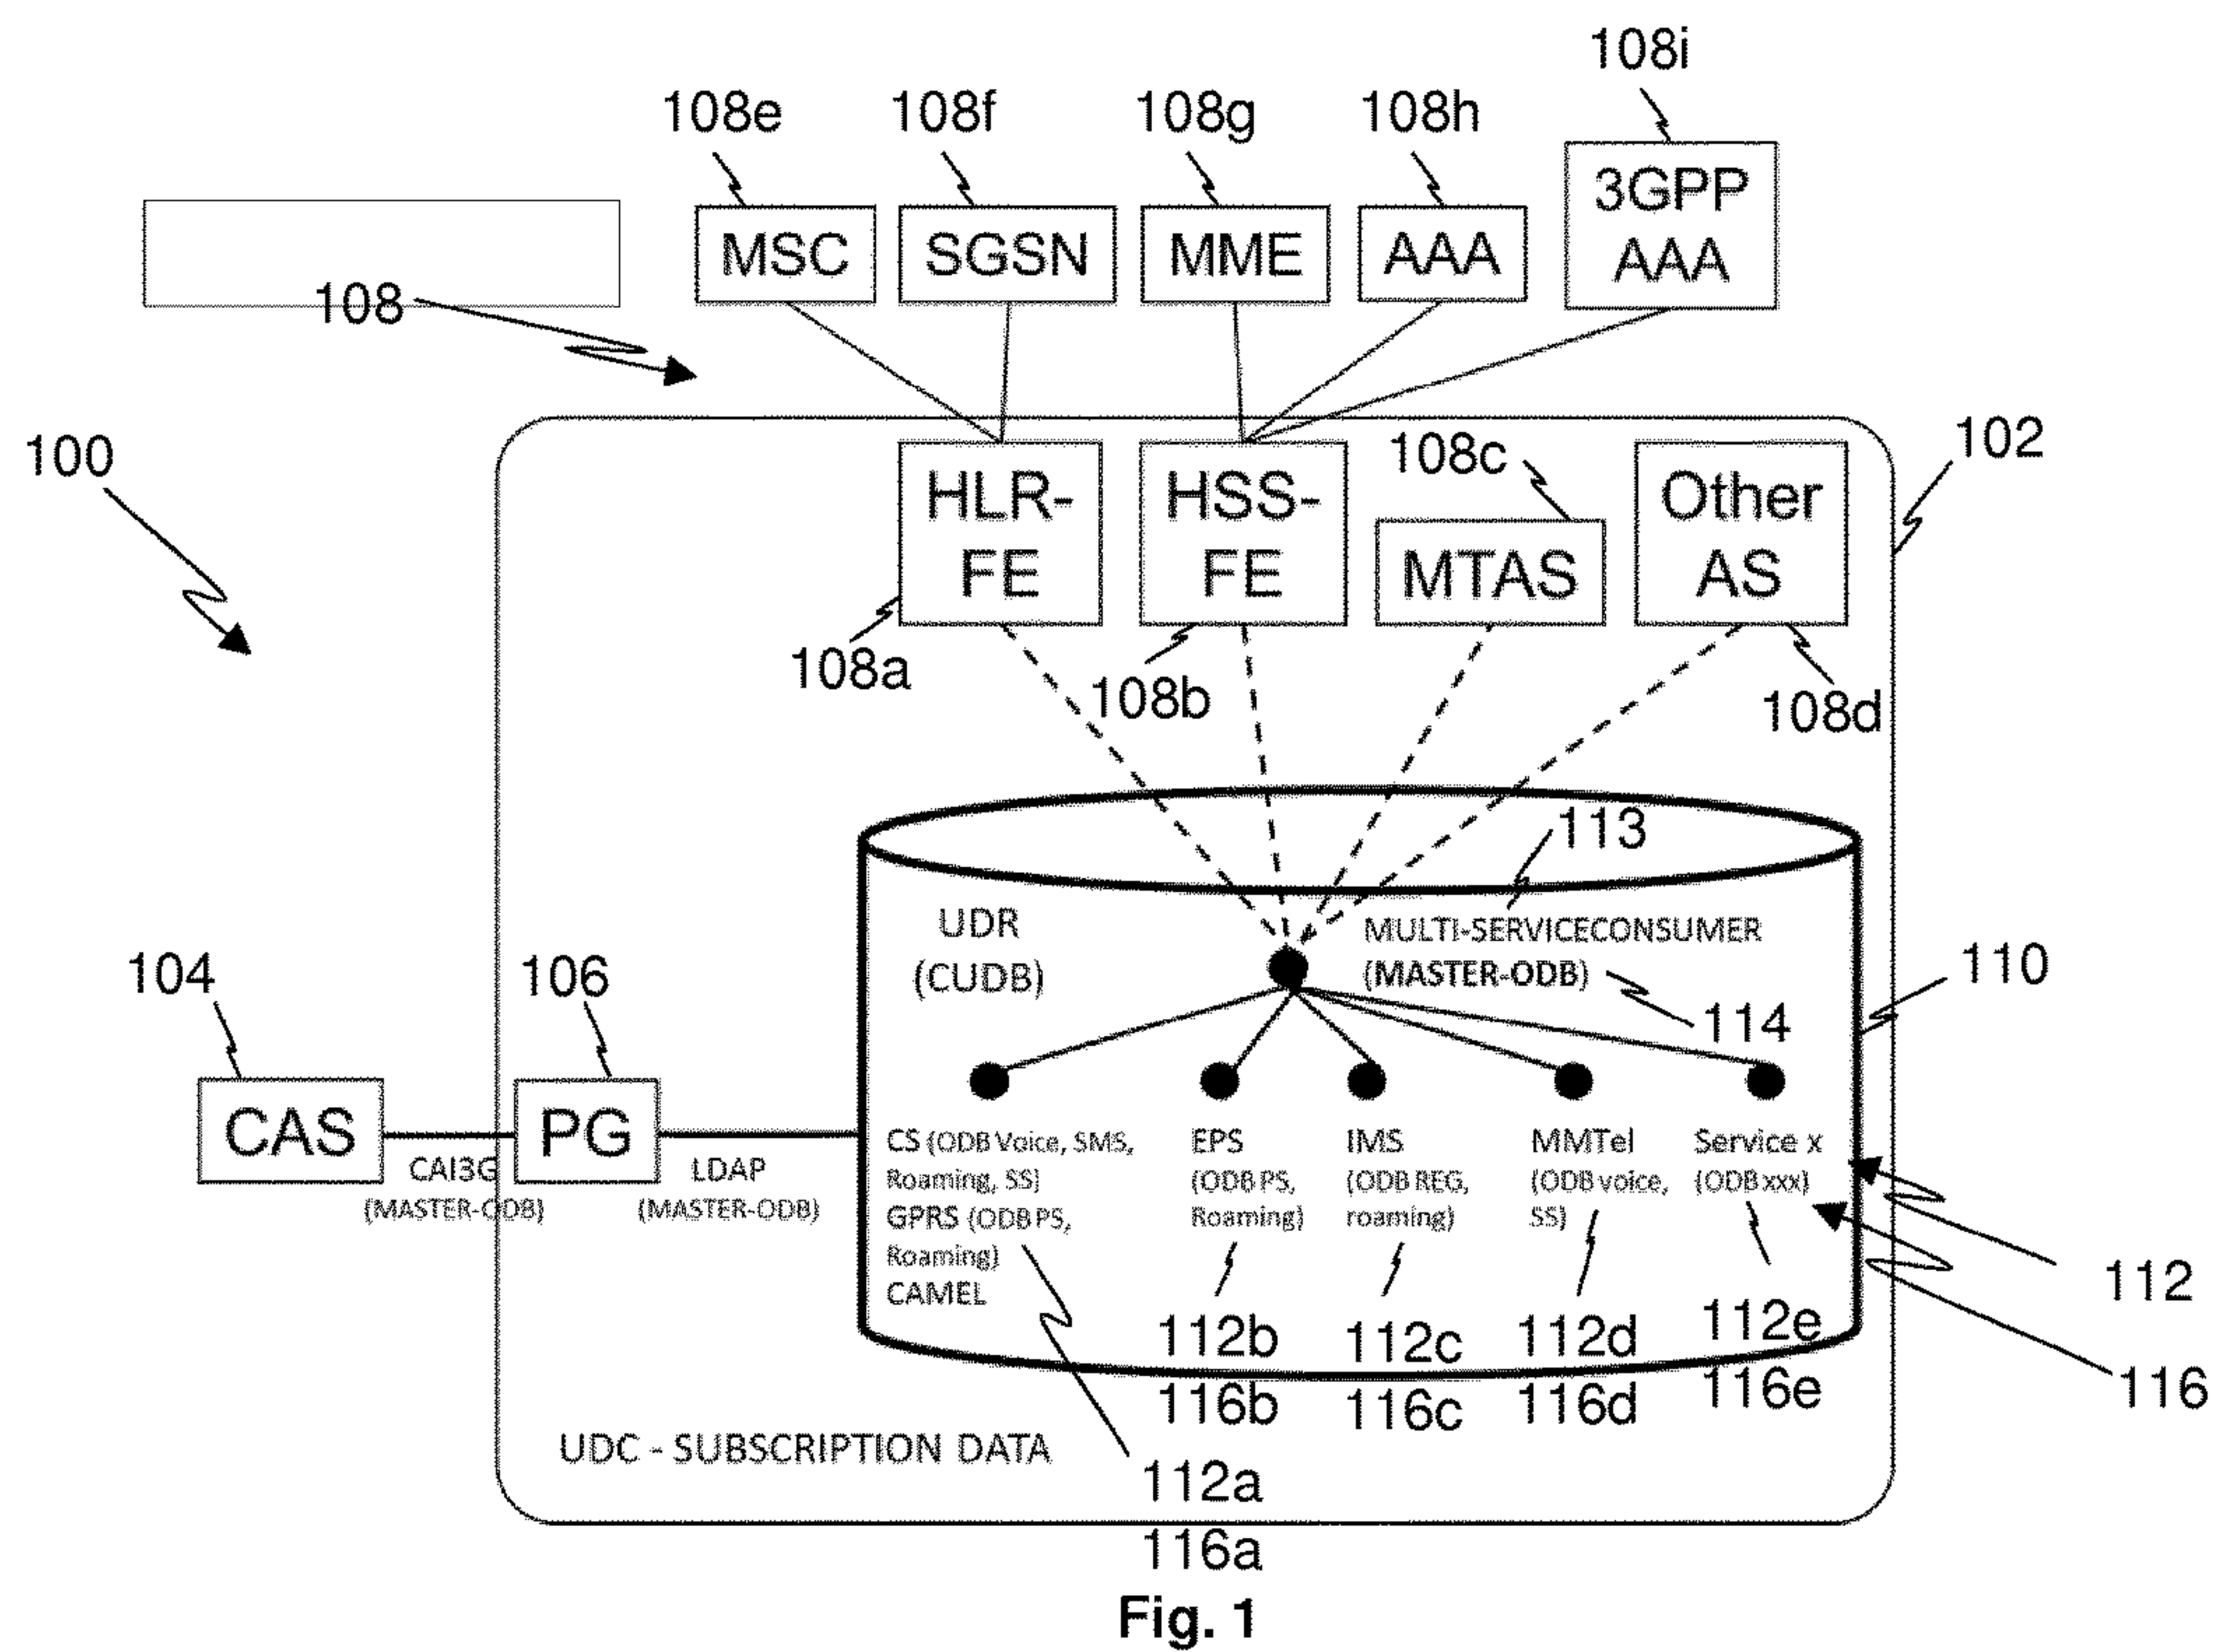 108i
108e
108f
108g
108h
3GPP
AAA
MSC
SGSN
MME
AAA
108
100
102
HLR-
FE
HSS-
FE
108c
MTAS
Other
AS
108a
108b
108d
113
UDR
(CUDB)
MULTI-SERVICECONSUMER
(MASTER-ODB)
114
110
104
106
CAS
PG
CAI3G
(MASTER-ODB)
LDAP
(MASTER-ODB)
CS (ODB Voice, SMS,
Roaming, SS)
GPRS (ODB PS,
Roaming)
CAMEL
EPS
(ODB PS,
Roaming)
IMS
(ODB REG,
roaming)
MMTel
(ODB voice,
SS)
Service x
(ODB xxx)
112
116
112b
116b
112c
116c
112d
116d
112e
116e
UDC - SUBSCRIPTION DATA
112a
116a
Fig. 1